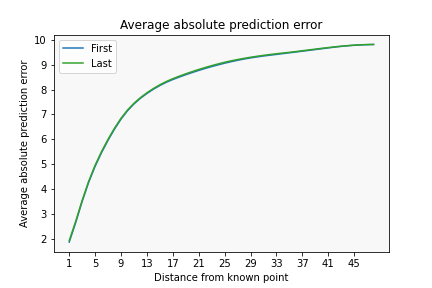 Average absolute prediction error
Average absolute prediction error
10
9
8
7
6
5
4
3
2
First
Last
1 5 9 13 17 21 25 29 33 37 41 45
Distance from known point